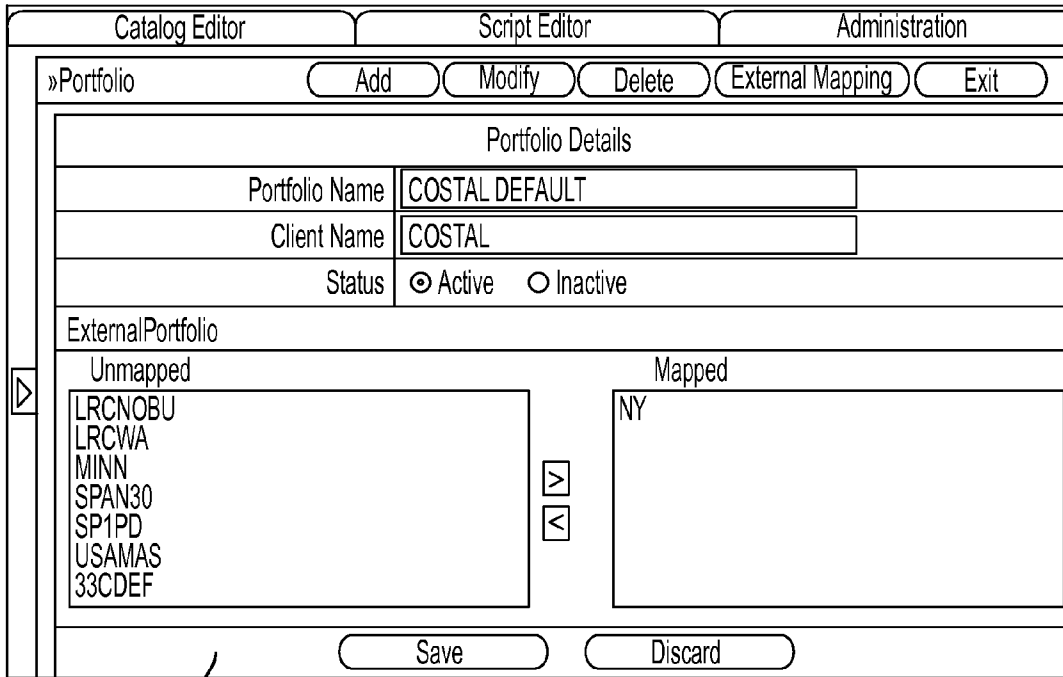 Catalog Editor Script Editor Administration
»Portfolio Add Modify Delete External Mapping Exit
Portfolio Details
Portfolio Name COSTAL DEFAULT
Client Name COSTAL
Status Active Inactive
ExternalPortfolio
Unmapped Mapped
LRCNOBU NY
LRCWA
MINN
SPAN30
SP1PD
USAMAS
33CDEF
> 
<
Save Discard